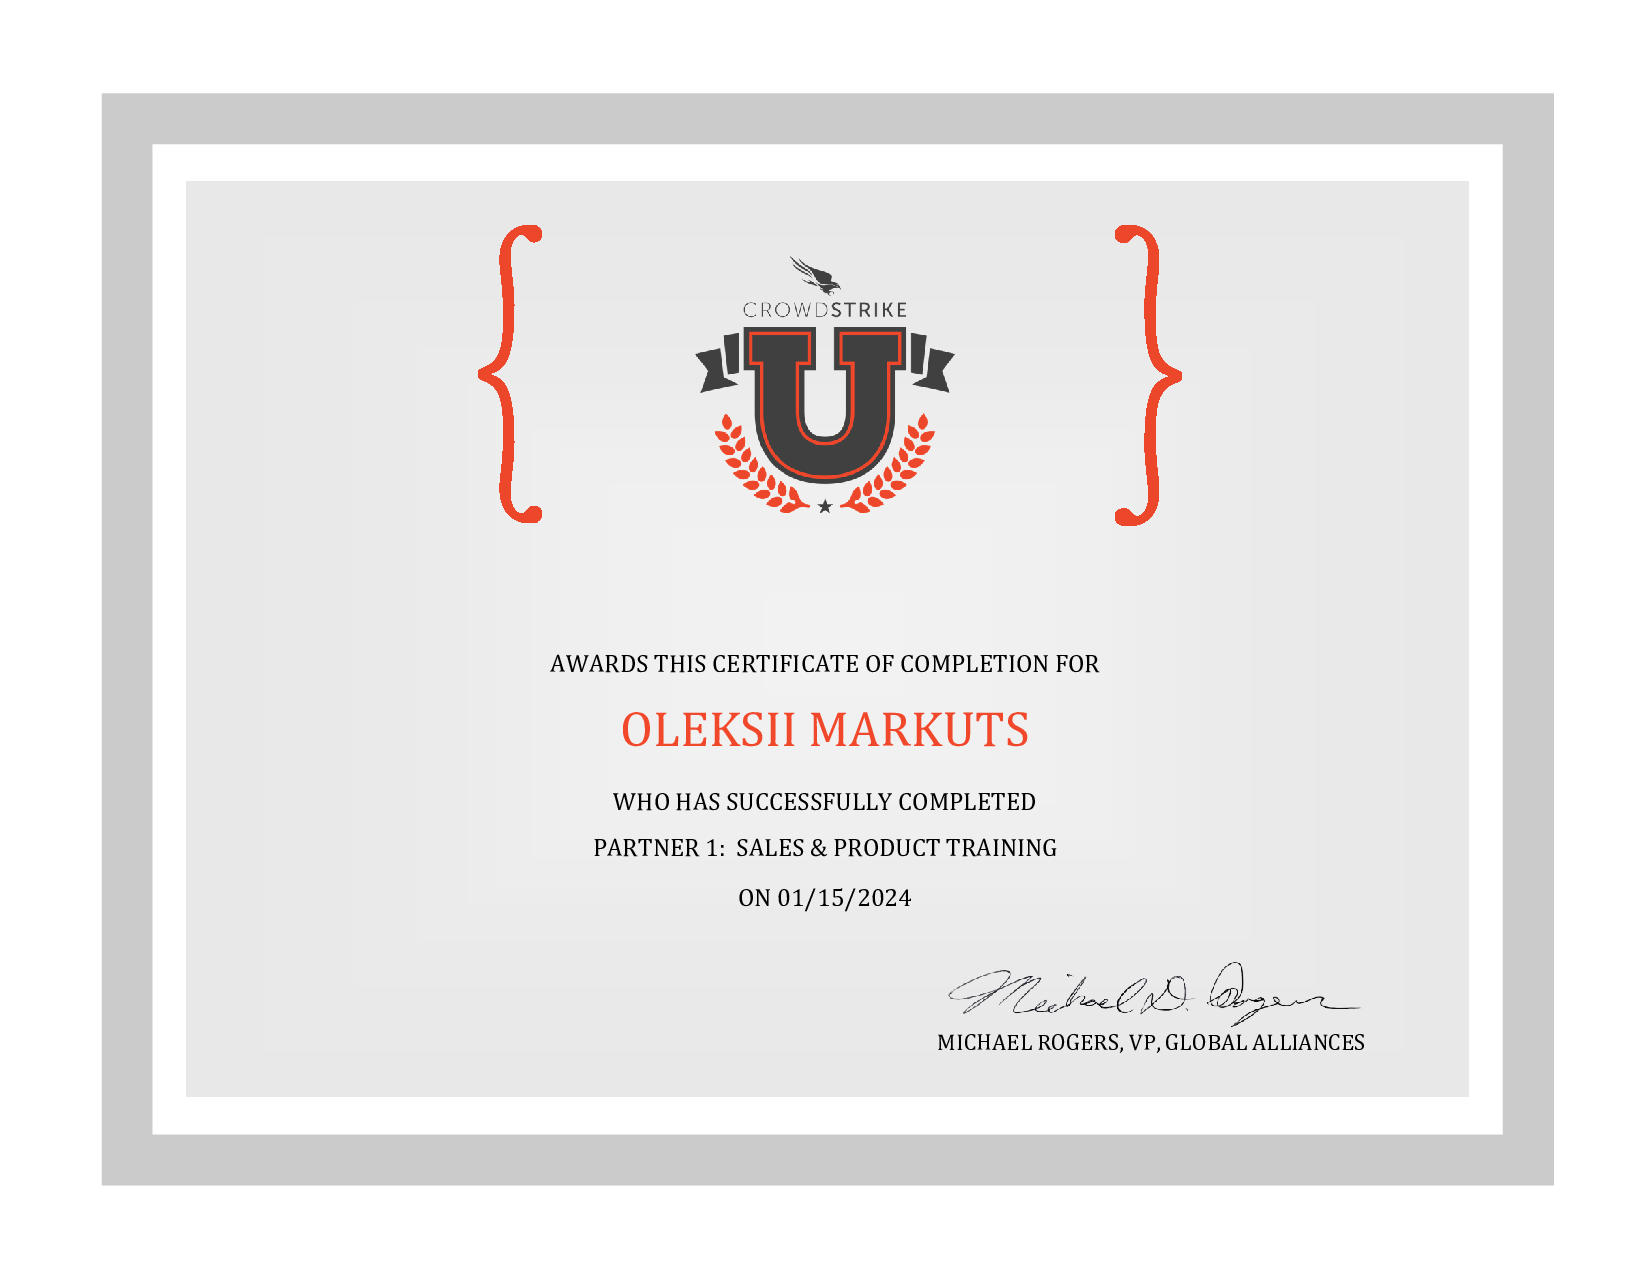 CROWDSTRIKE
U
AWARDS THIS CERTIFICATE OF COMPLETION FOR
OLEKSII MARKUTS
WHO HAS SUCCESSFULLY COMPLETED
PARTNER 1:  SALES & PRODUCT TRAINING
ON 01/15/2024
Michael D. Rogers
MICHAEL ROGERS, VP, GLOBAL ALLIANCES